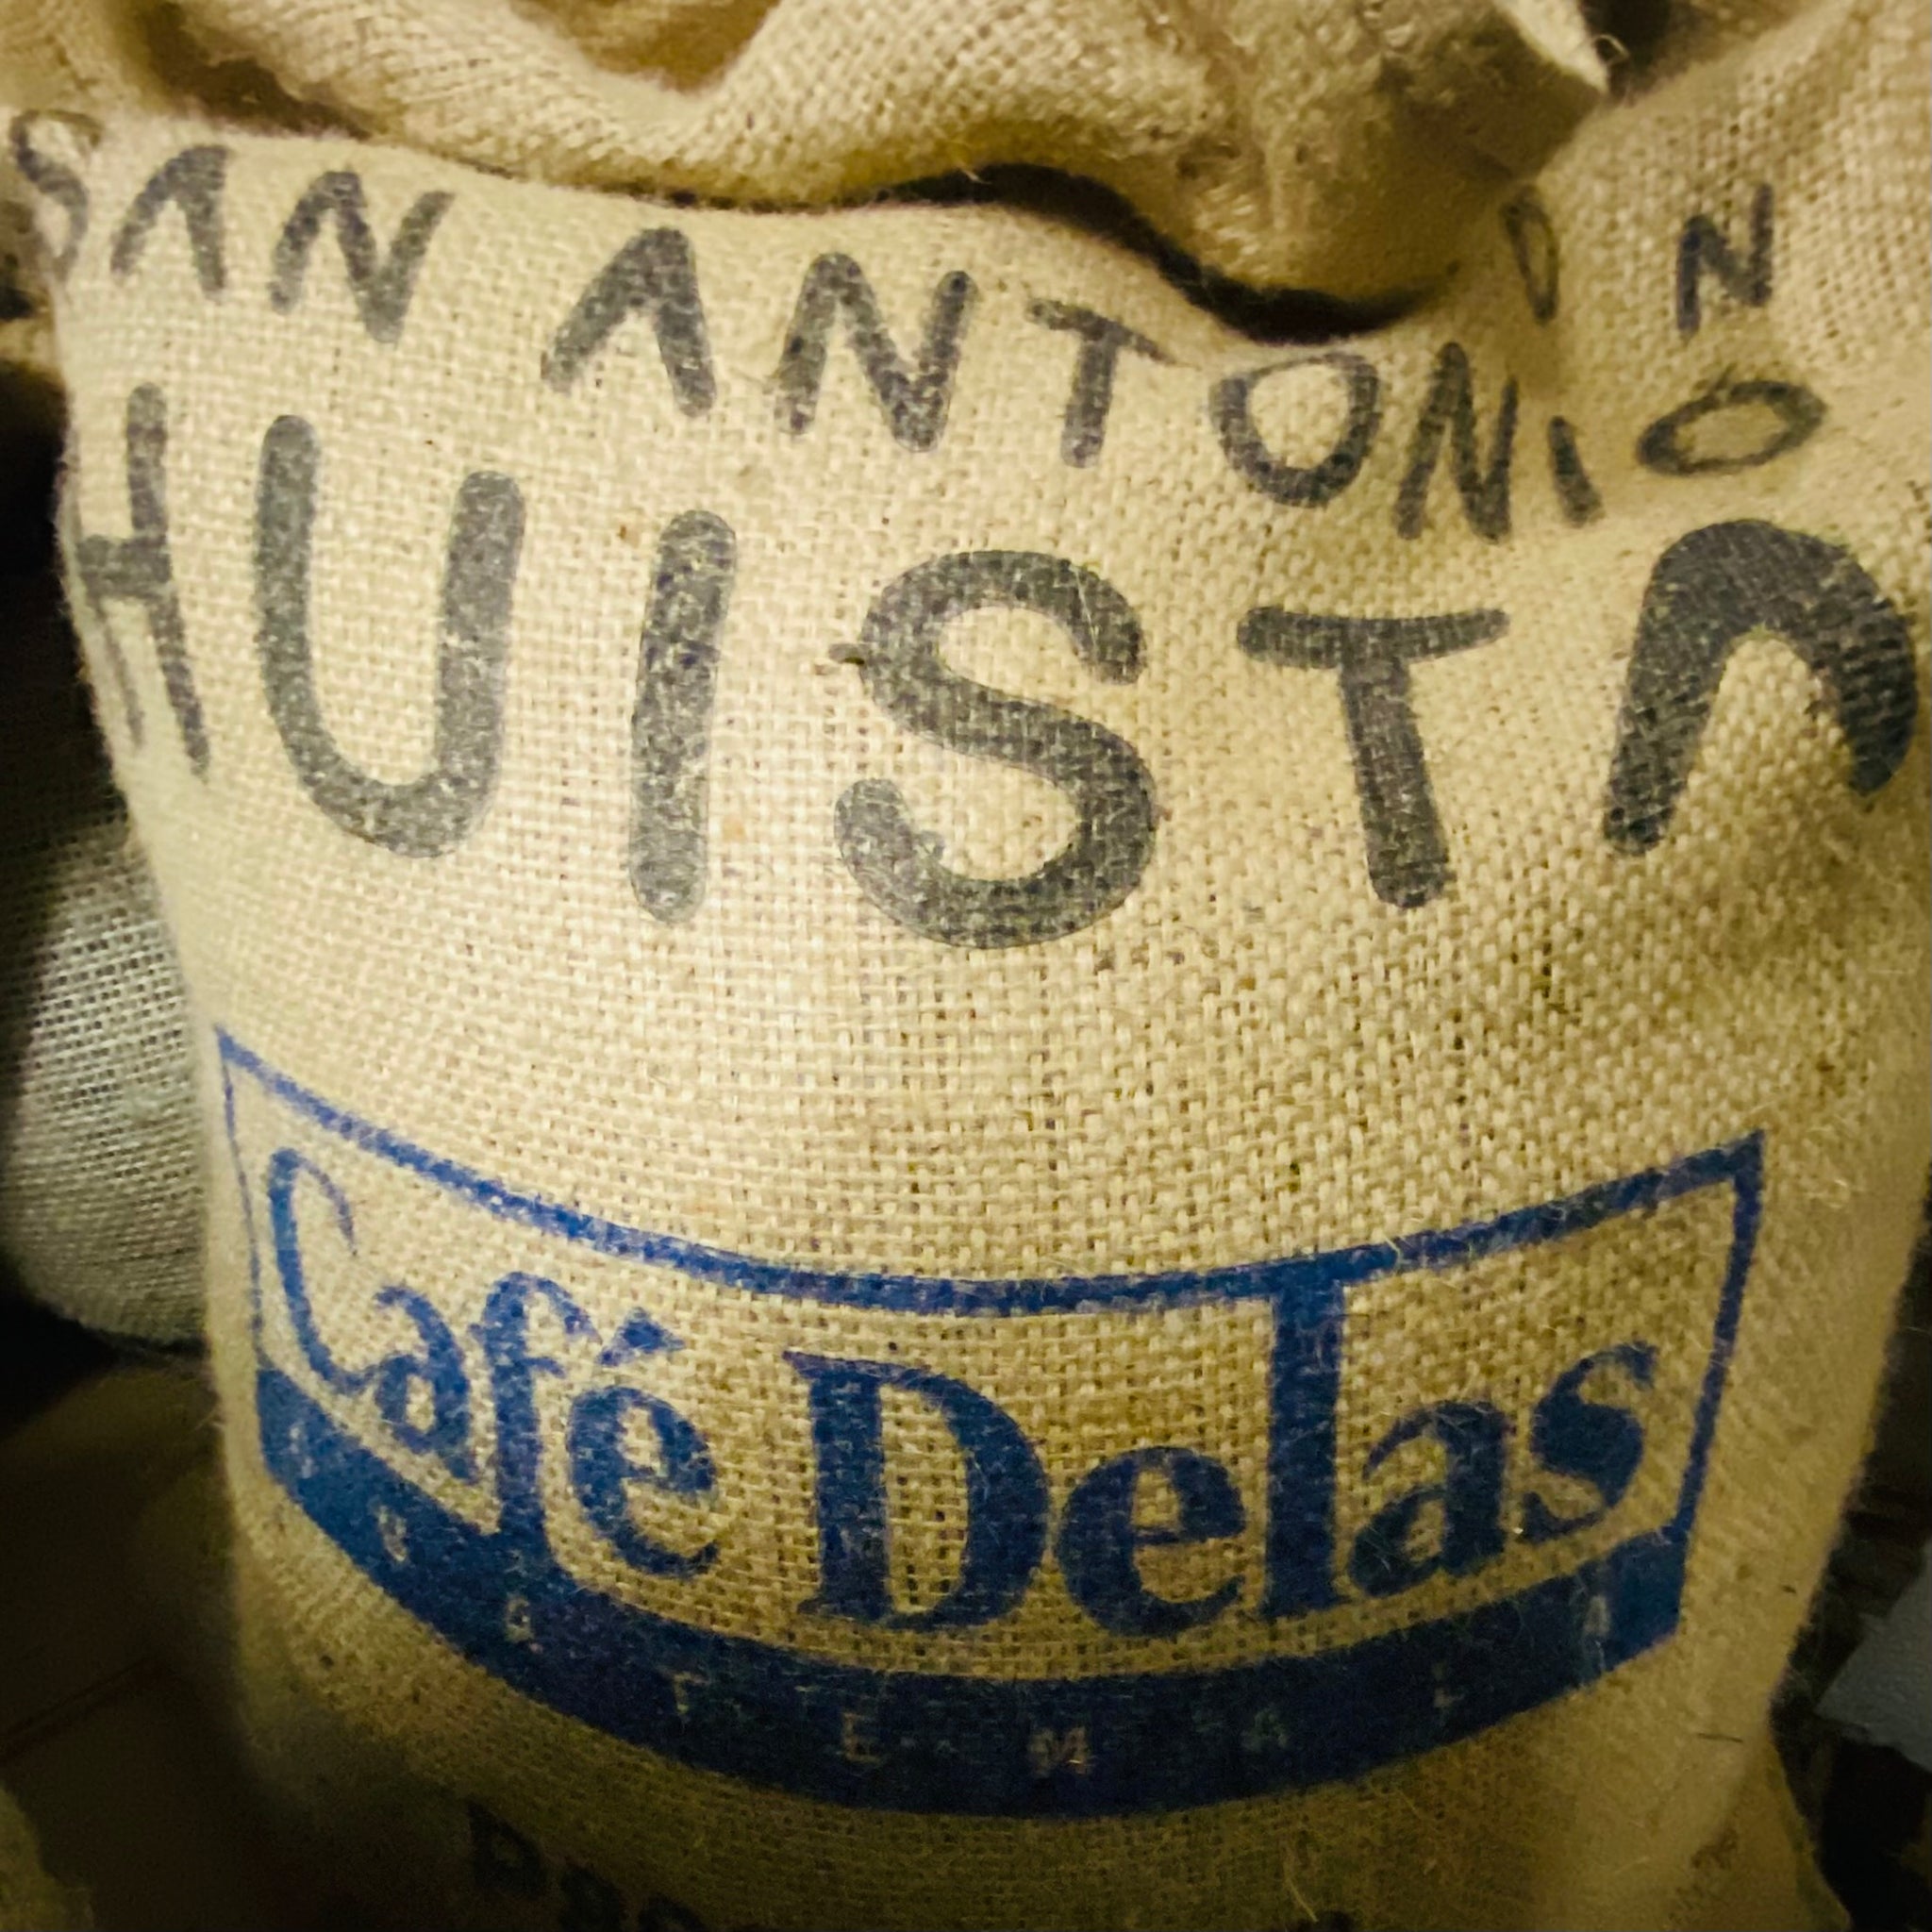 SAN ANTONIO
HUISTA
Café Delas
GUATEMALA